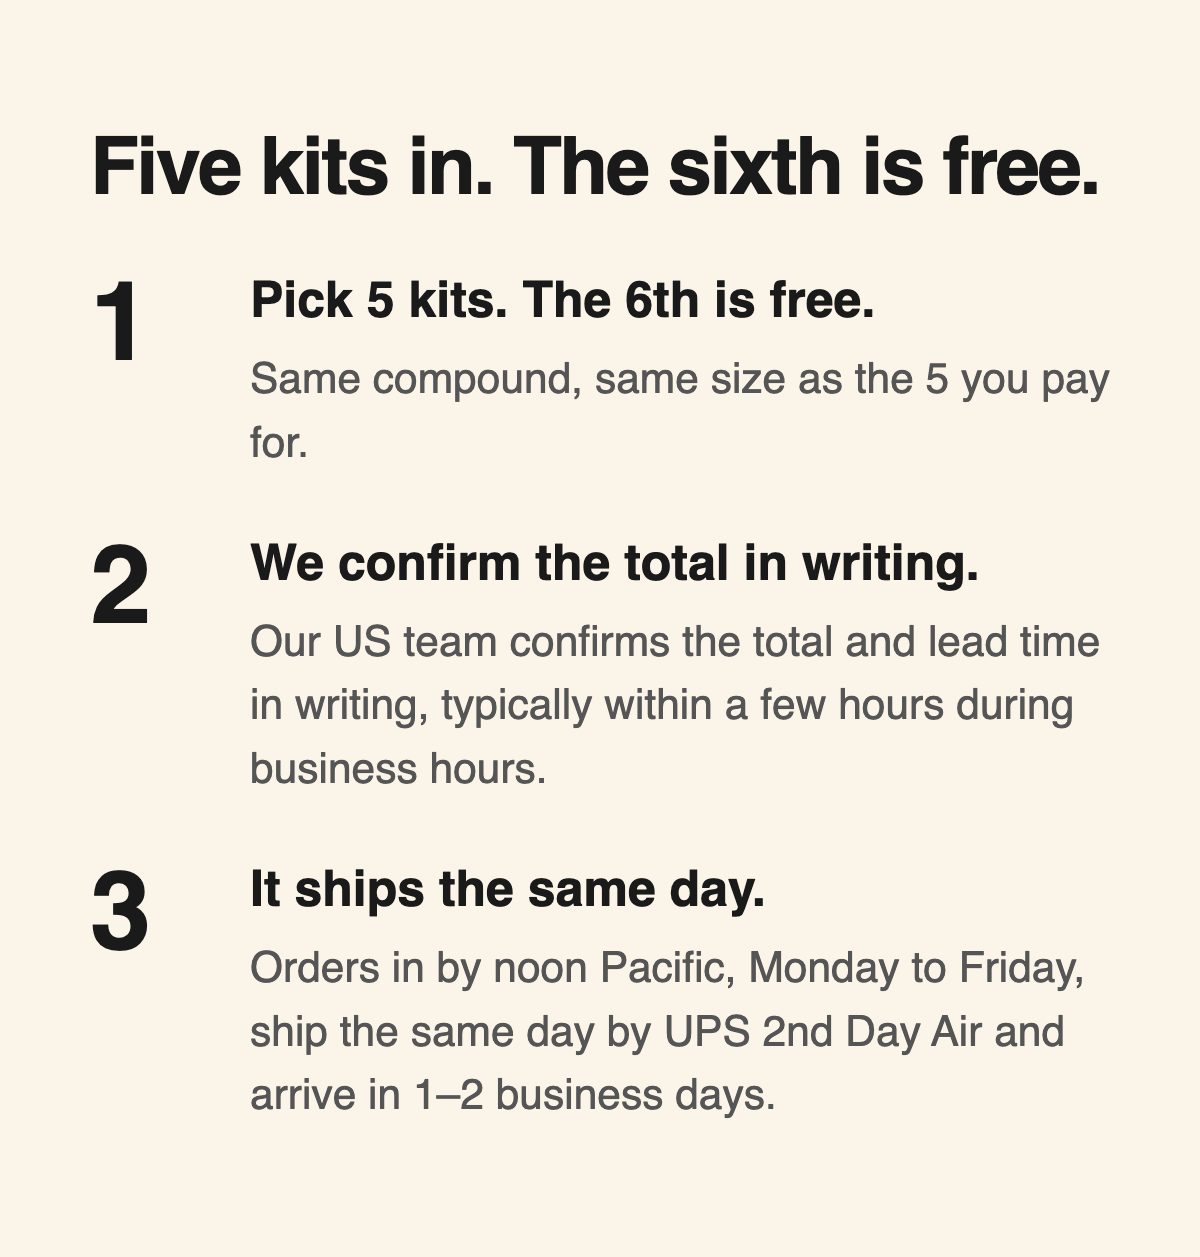 Five kits in. The sixth is free.
1
Pick 5 kits. The 6th is free.
Same compound, same size as the 5 you pay
for.
2
We confirm the total in writing.
Our US team confirms the total and lead time
in writing, typically within a few hours during
business hours.
3
It ships the same day.
Orders in by noon Pacific, Monday to Friday,
ship the same day by UPS 2nd Day Air and
arrive in 1–2 business days.